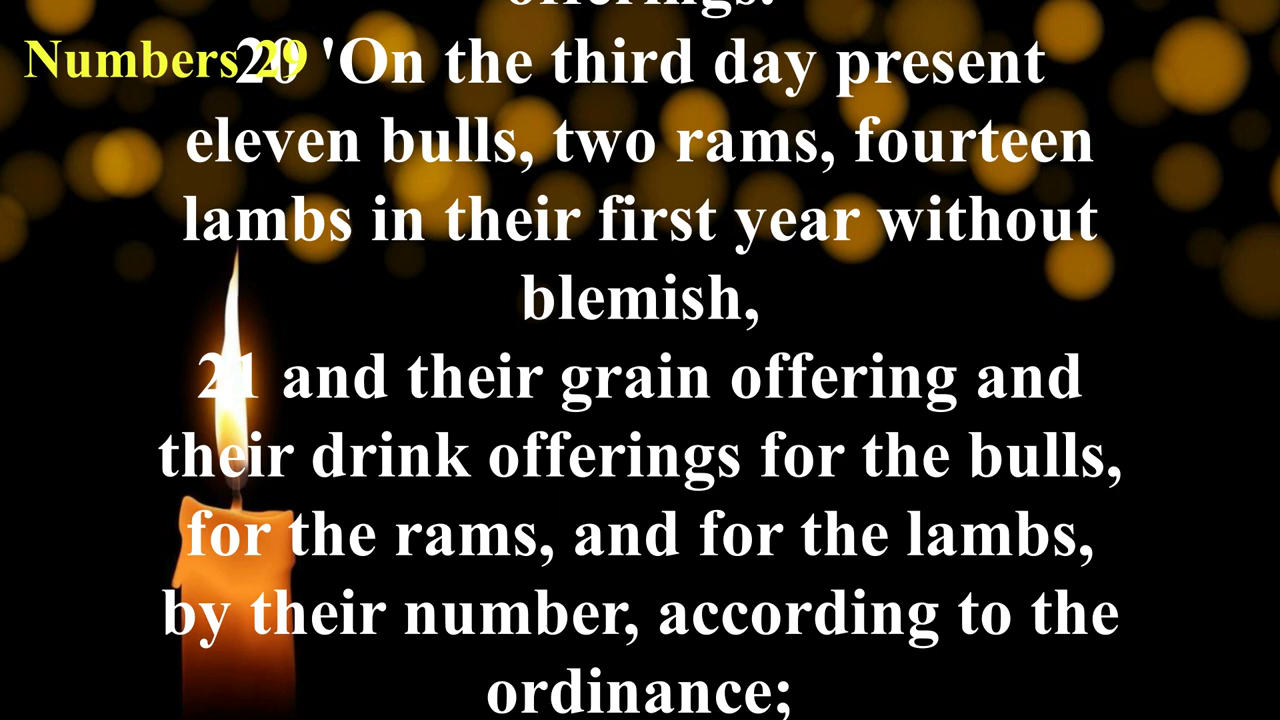 offerings.
Numbers 29
20 'On the third day present
eleven bulls, two rams, fourteen
lambs in their first year without
blemish,
21 and their grain offering and
their drink offerings for the bulls,
for the rams, and for the lambs,
by their number, according to the
ordinance;